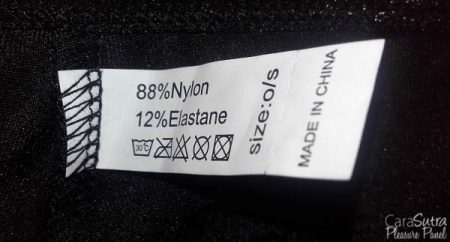 88%Nylon
12%Elastane
30°C
size:o/s
MADE IN CHINA
CaraSutra
Pleasure Panel